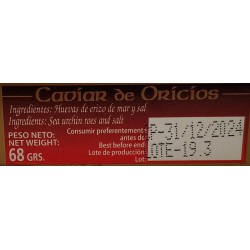 Caviar de Oricios
Ingredientes: Huevas de erizo de mar y sal
Ingredients: Sea urchin roes and salt
PESO NETO:
NET WEIGHT:
68 GRS.
Consumir preferentement
antes de
Best before end
Lote de producción:
Lot:
P-31/12/2024
LOTE-19.3